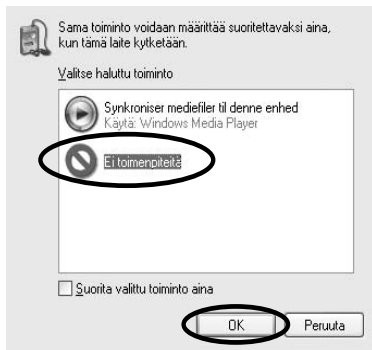 Sama toiminto voidaan määrittää suoritettavaksi aina,
kun tämä laite kytketään.
Valitse haluttu toiminto
Synkroniser mediefiler til denne enhed
Käytä: Windows Media Player
Ei toimenpiteitä
Suorita valittu toiminto aina
OK
Peruuta